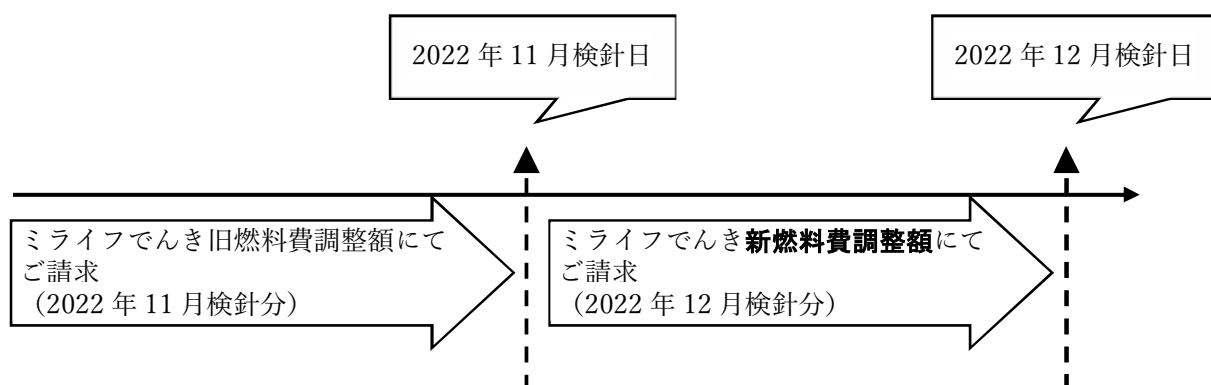 2022 年 11 月検針日
2022 年 12 月検針日
ミライフでんき旧燃料費調整額にて
ご請求
（2022 年 11 月検針分）
ミライフでんき新燃料費調整額にて
ご請求
（2022 年 12 月検針分）